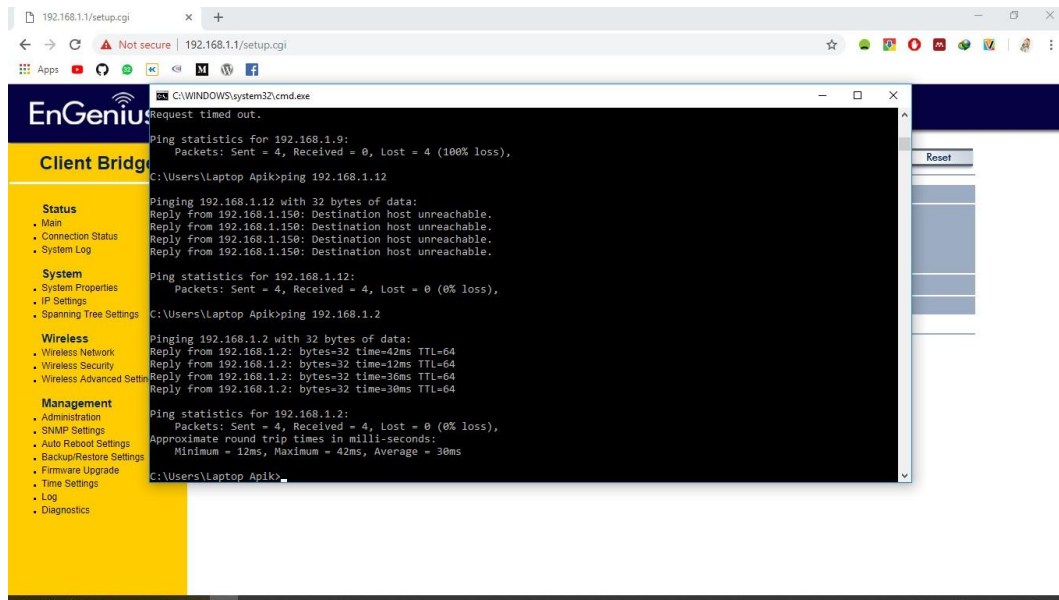 192.168.1.1/setup.cgi
Not secure | 192.168.1.1/setup.cgi
Apps
EnGenius
Client Bridge
Reset
Status
Main
Connection Status
System Log
System
System Properties
IP Settings
Spanning Tree Settings
Wireless
Wireless Network
Wireless Security
Wireless Advanced Settin
Management
Administration
SNMP Settings
Auto Reboot Settings
Backup/Restore Settings
Firmware Upgrade
Time Settings
Log
Diagnostics
C:\WINDOWS\system32\cmd.exe
Request timed out.
Ping statistics for 192.168.1.9:
Packets: Sent = 4, Received = 0, Lost = 4 (100% loss),
C:\Users\Laptop Apik>ping 192.168.1.12
Pinging 192.168.1.12 with 32 bytes of data:
Reply from 192.168.1.150: Destination host unreachable.
Reply from 192.168.1.150: Destination host unreachable.
Reply from 192.168.1.150: Destination host unreachable.
Reply from 192.168.1.150: Destination host unreachable.
Ping statistics for 192.168.1.12:
Packets: Sent = 4, Received = 4, Lost = 0 (0% loss),
C:\Users\Laptop Apik>ping 192.168.1.2
Pinging 192.168.1.2 with 32 bytes of data:
Reply from 192.168.1.2: bytes=32 time=42ms TTL=64
Reply from 192.168.1.2: bytes=32 time=12ms TTL=64
Reply from 192.168.1.2: bytes=32 time=36ms TTL=64
Reply from 192.168.1.2: bytes=32 time=30ms TTL=64
Ping statistics for 192.168.1.2:
Packets: Sent = 4, Received = 4, Lost = 0 (0% loss),
Approximate round trip times in milli-seconds:
Minimum = 12ms, Maximum = 42ms, Average = 30ms
C:\Users\Laptop Apik>